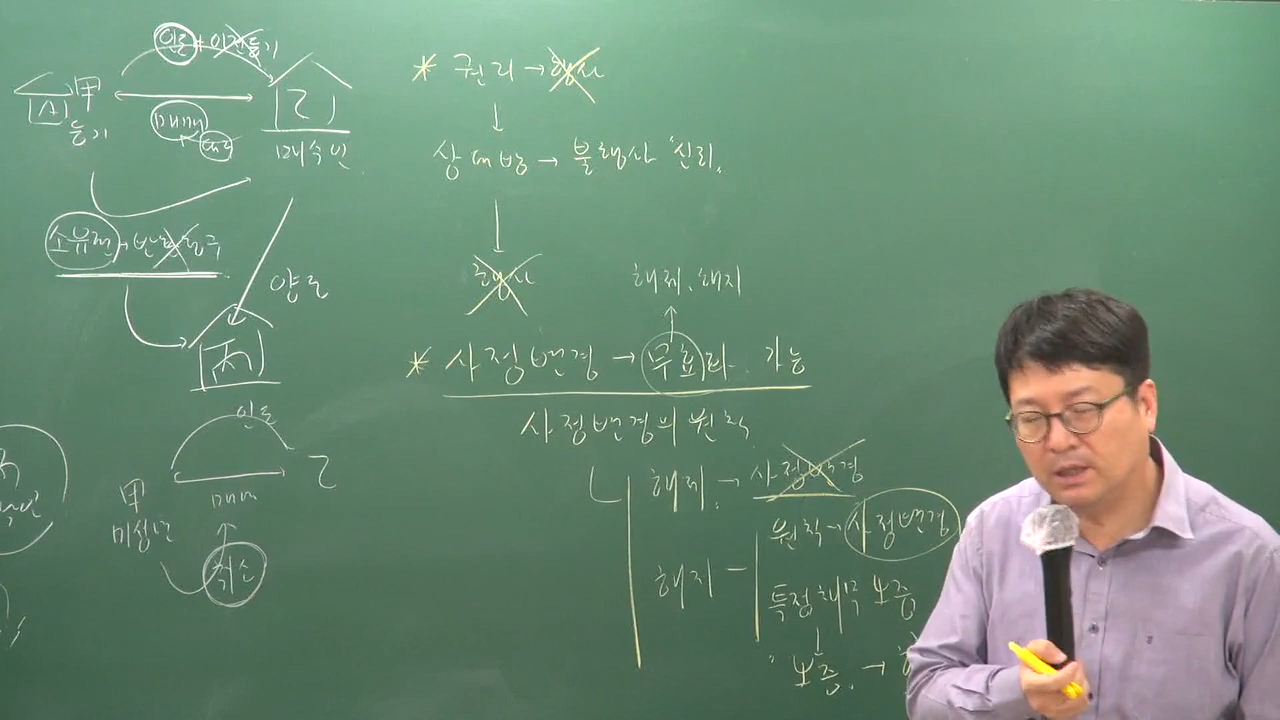 인도 + 이전등기
[A] 甲
등기
매매
대금
[乙]
매수인
소유권 → 반환청구
양도
[丙]
인도
甲
미성년
매매
乙
취소
* 권리 → 행사
↓
상대방 → 불행사 "신뢰"
↓
행사
해제, 해지
↑
* 사정변경 → 무효라 가능
사정변경의 원칙
해제 → 사정변경
원칙 → 사정변경
해지 -
특정채무 보증
↓
"보증" →